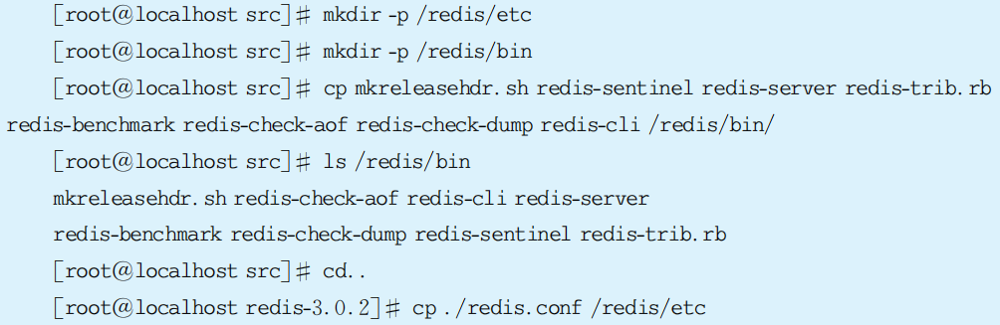 [root@localhost src]# mkdir -p /redis/etc
[root@localhost src]# mkdir -p /redis/bin
[root@localhost src]# cp mkreleasehdr.sh redis-sentinel redis-server redis-trib.rb
redis-benchmark redis-check-aof redis-check-dump redis-cli /redis/bin/
[root@localhost src]# ls /redis/bin
mkreleasehdr.sh redis-check-aof redis-cli redis-server
redis-benchmark redis-check-dump redis-sentinel redis-trib.rb
[root@localhost src]# cd..
[root@localhost redis-3.0.2]# cp ./redis.conf /redis/etc